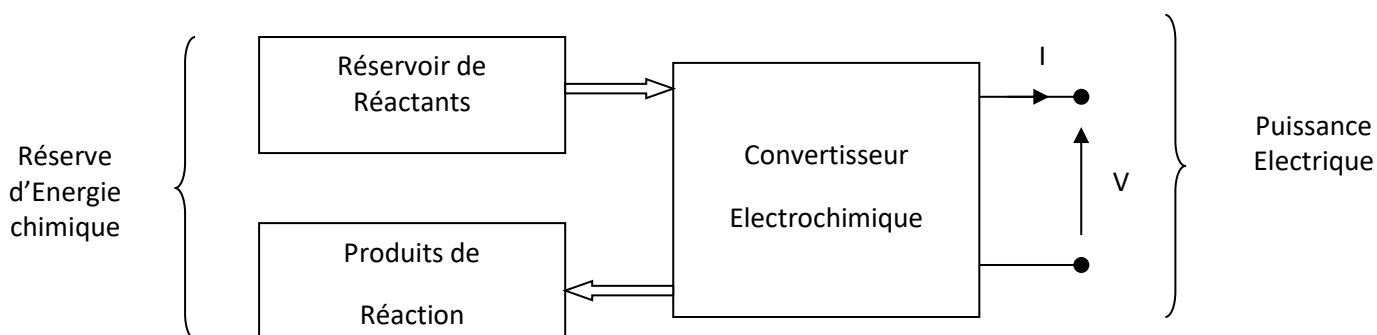 Réserve
d’Energie
chimique
Réservoir de
Réactants
Produits de
Réaction
Convertisseur
Electrochimique
I
V
Puissance
Electrique